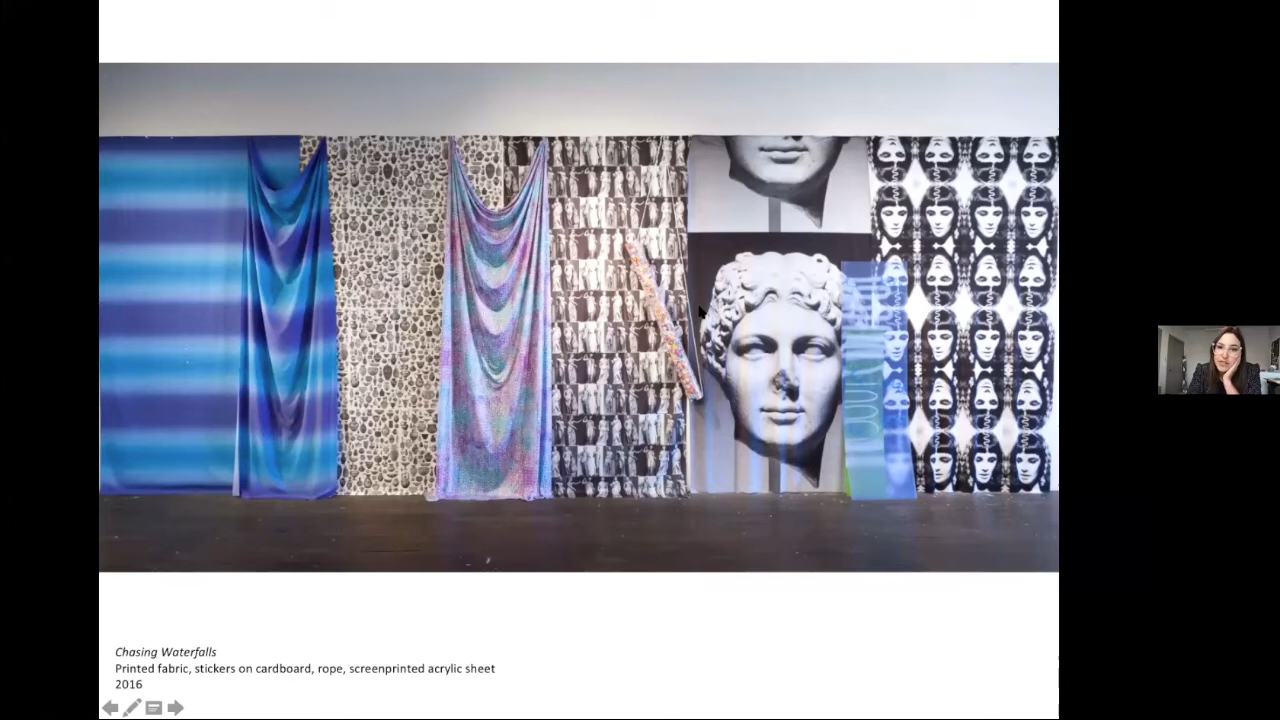 Chasing Waterfalls
Printed fabric, stickers on cardboard, rope, screenprinted acrylic sheet
2016